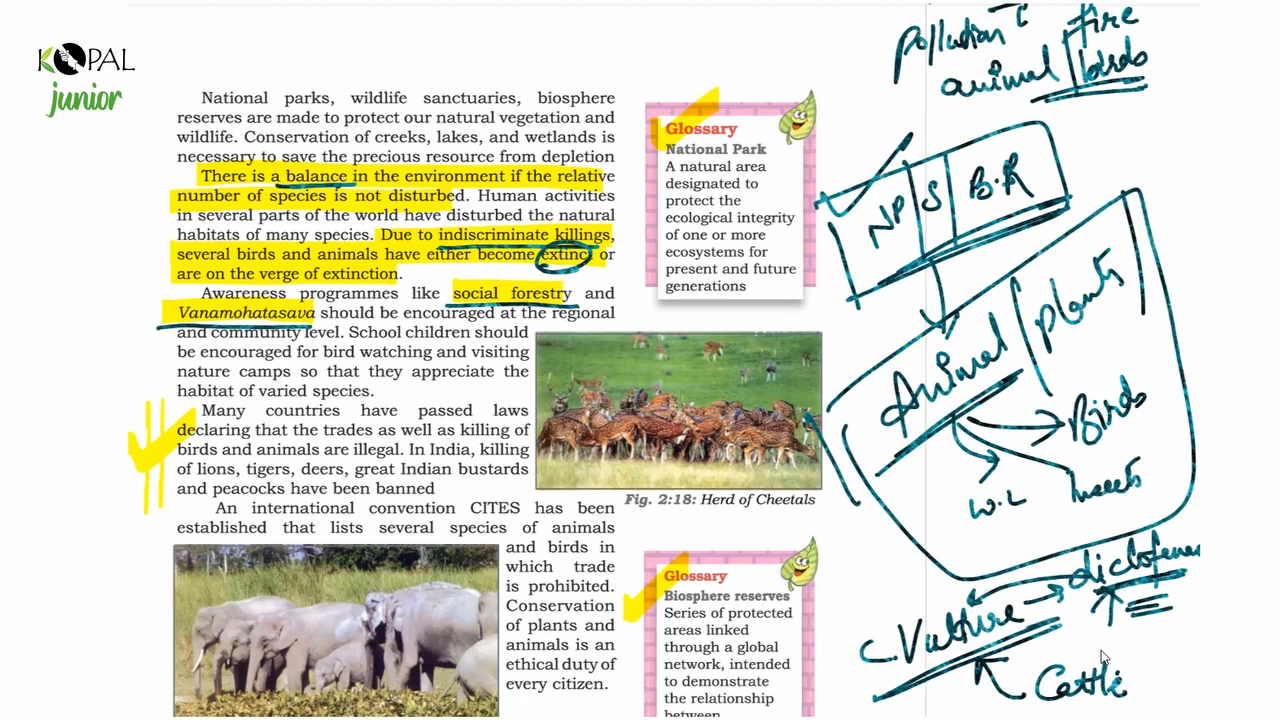 KOPAL
junior
National parks, wildlife sanctuaries, biosphere
reserves are made to protect our natural vegetation and
wildlife. Conservation of creeks, lakes, and wetlands is
necessary to save the precious resource from depletion
There is a balance in the environment if the relative
number of species is not disturbed. Human activities
in several parts of the world have disturbed the natural
habitats of many species. Due to indiscriminate killings,
several birds and animals have either become extinct or
are on the verge of extinction.
Awareness programmes like social forestry and
Vanamohatasava should be encouraged at the regional
and community level. School children should
be encouraged for bird watching and visiting
nature camps so that they appreciate the
habitat of varied species.
Many countries have passed laws
declaring that the trades as well as killing of
birds and animals are illegal. In India, killing
of lions, tigers, deers, great Indian bustards
and peacocks have been banned
An international convention CITES has been
established that lists several species of animals
and birds in
which trade
is prohibited.
Conservation
of plants and
animals is an
ethical duty of
every citizen.
Glossary
National Park
A natural area
designated to
protect the
ecological integrity
of one or more
ecosystems for
present and future
generations
Fig. 2:18: Herd of Cheetals
Glossary
Biosphere reserves
Series of protected
areas linked
through a global
network, intended
to demonstrate
the relationship
between
Pollution fire
animal birds
NP S B.R
Animal plants
Birds
W.L Insects
diclofenac
Vulture
Cattle